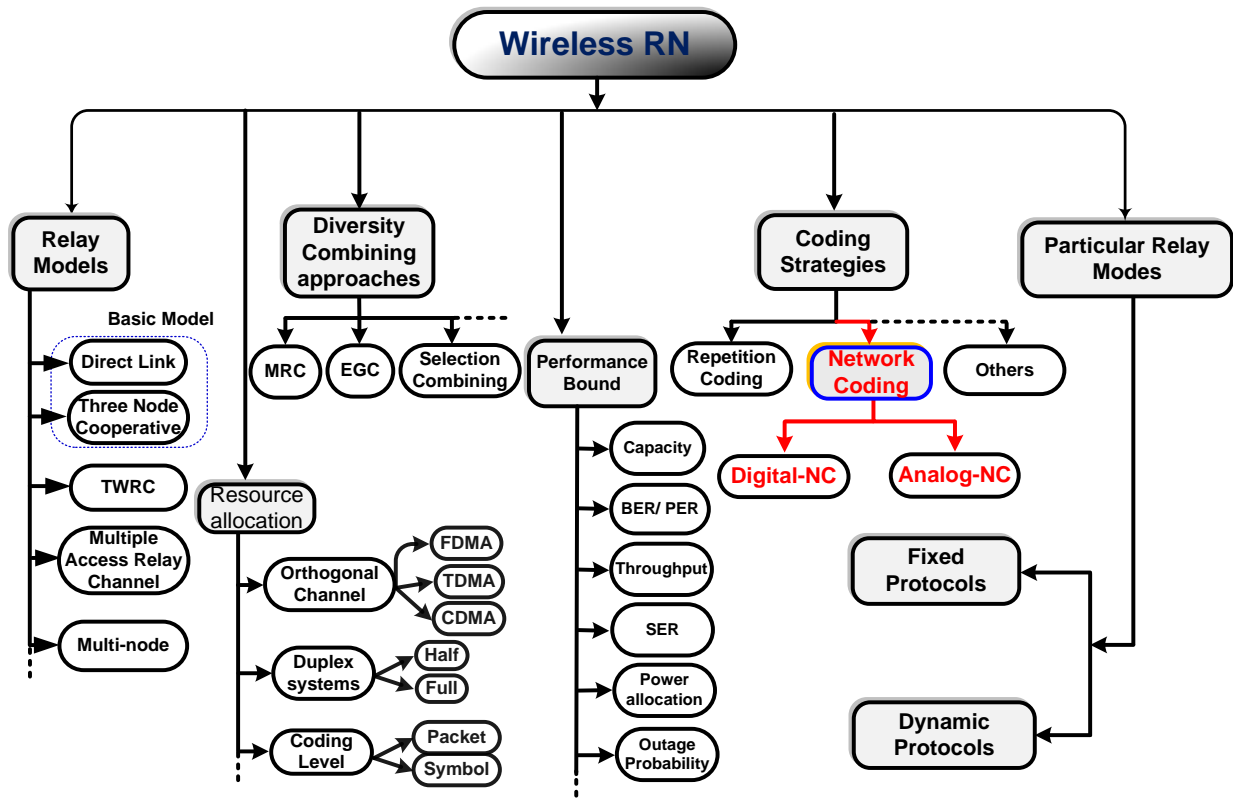 Wireless RN
Relay
Models
Basic Model
Direct Link
Three Node
Cooperative
TWRC
Multiple
Access Relay
Channel
Multi-node
Resource
allocation
Orthogonal
Channel
FDMA
TDMA
CDMA
Duplex
systems
Half
Full
Coding
Level
Packet
Symbol
Diversity
Combining
approaches
MRC
EGC
Selection
Combining
Performance
Bound
Capacity
BER/ PER
Throughput
SER
Power
allocation
Outage
Probability
Coding
Strategies
Repetition
Coding
Network
Coding
Others
Digital-NC
Analog-NC
Particular Relay
Modes
Fixed
Protocols
Dynamic
Protocols